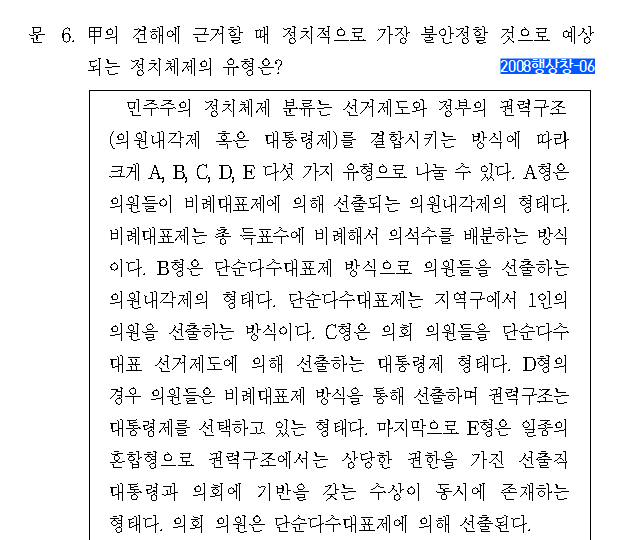 문 6. 甲의 견해에 근거할 때 정치적으로 가장 불안정할 것으로 예상
되는 정치체제의 유형은?
2008행상창-06
민주주의 정치체제 분류는 선거제도와 정부의 권력구조
(의원내각제 혹은 대통령제)를 결합시키는 방식에 따라
크게 A, B, C, D, E 다섯 가지 유형으로 나눌 수 있다. A형은
의원들이 비례대표제에 의해 선출되는 의원내각제의 형태다.
비례대표제는 총 득표수에 비례해서 의석수를 배분하는 방식
이다. B형은 단순다수대표제 방식으로 의원들을 선출하는
의원내각제의 형태다. 단순다수대표제는 지역구에서 1인의
의원을 선출하는 방식이다. C형은 의회 의원들을 단순다수
대표 선거제도에 의해 선출하는 대통령제 형태다. D형의
경우 의원들은 비례대표제 방식을 통해 선출하며 권력구조는
대통령제를 선택하고 있는 형태다. 마지막으로 E형은 일종의
혼합형으로 권력구조에서는 상당한 권한을 가진 선출직
대통령과 의회에 기반을 갖는 수상이 동시에 존재하는
형태다. 의회 의원은 단순다수대표제에 의해 선출된다.